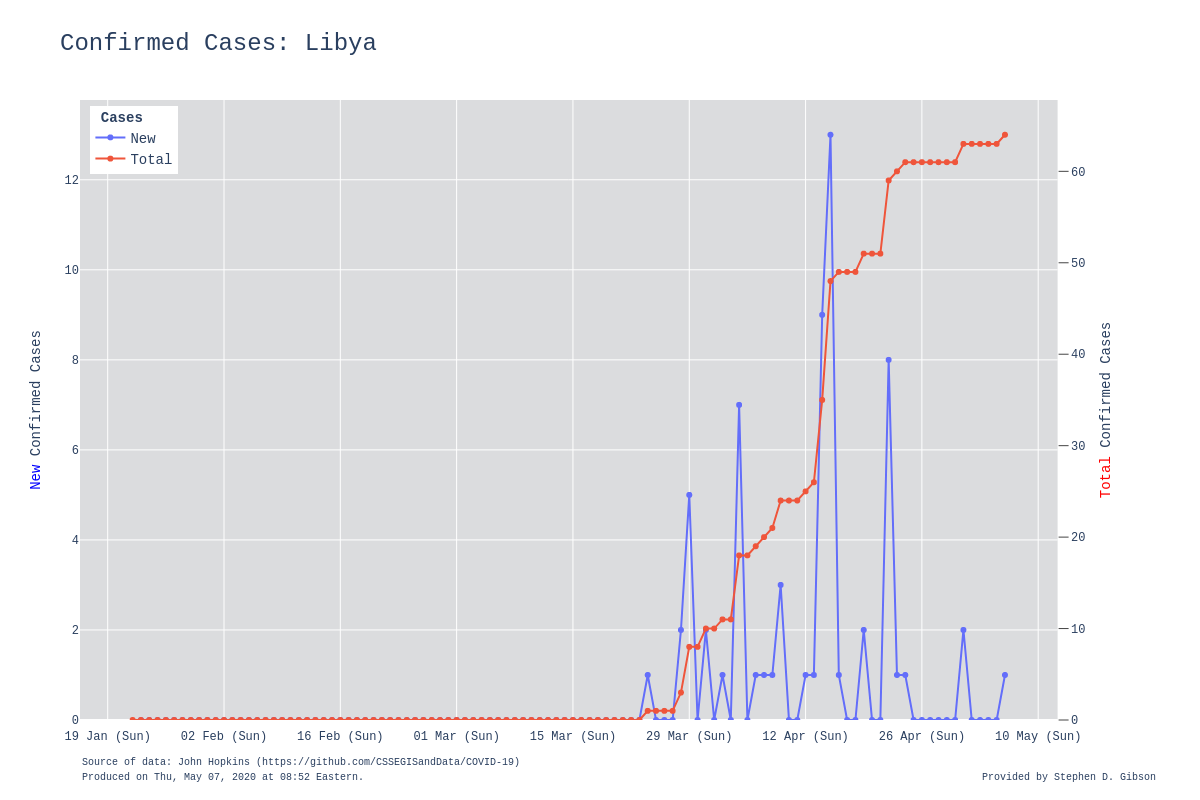 Confirmed Cases: Libya
Cases
New
Total
12
10
8
6
4
2
0
60
50
40
30
20
10
0
New Confirmed Cases
Total Confirmed Cases
19 Jan (Sun) 02 Feb (Sun) 16 Feb (Sun) 01 Mar (Sun) 15 Mar (Sun) 29 Mar (Sun) 12 Apr (Sun) 26 Apr (Sun) 10 May (Sun)
Source of data: John Hopkins (https://github.com/CSSEGISandData/COVID-19)
Produced on Thu, May 07, 2020 at 08:52 Eastern.
Provided by Stephen D. Gibson